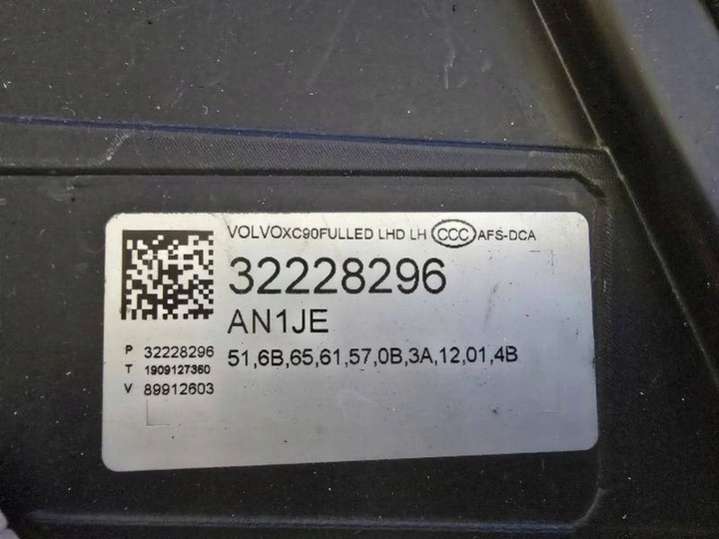 VOLVOXC90FULLED LHD LH CCC AFS-DCA
32228296
AN1JE
51,6B,65,61,57,0B,3A,12,01,4B
P 32228296
T 1909127360
V 89912603